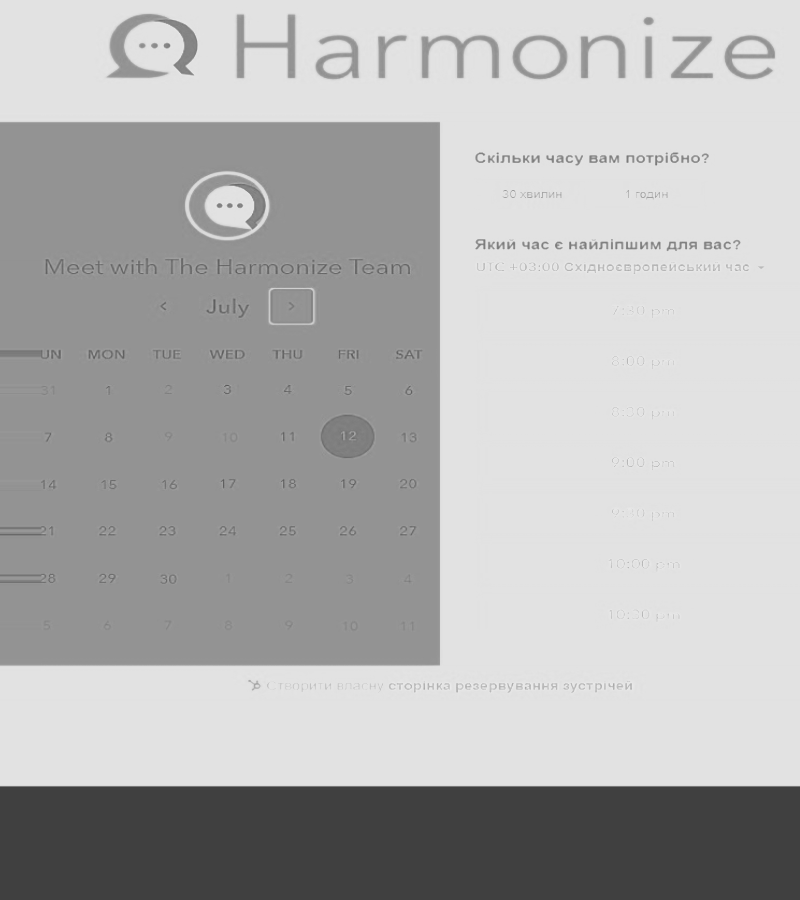 Harmonize
Meet with The Harmonize Team
July
UN MON TUE WED THU FRI SAT
31 1 2 3 4 5 6
7 8 9 10 11 12 13
14 15 16 17 18 19 20
21 22 23 24 25 26 27
28 29 30 1 2 3 4
5 6 7 8 9 10 11
Скільки часу вам потрібно?
30 хвилин 1 годин
Який час є найліпшим для вас?
UTC +03:00 Східноєвропейський час
7:30 pm
8:00 pm
8:30 pm
9:00 pm
9:30 pm
10:00 pm
10:30 pm
Створити власну сторінка резервування зустрічей